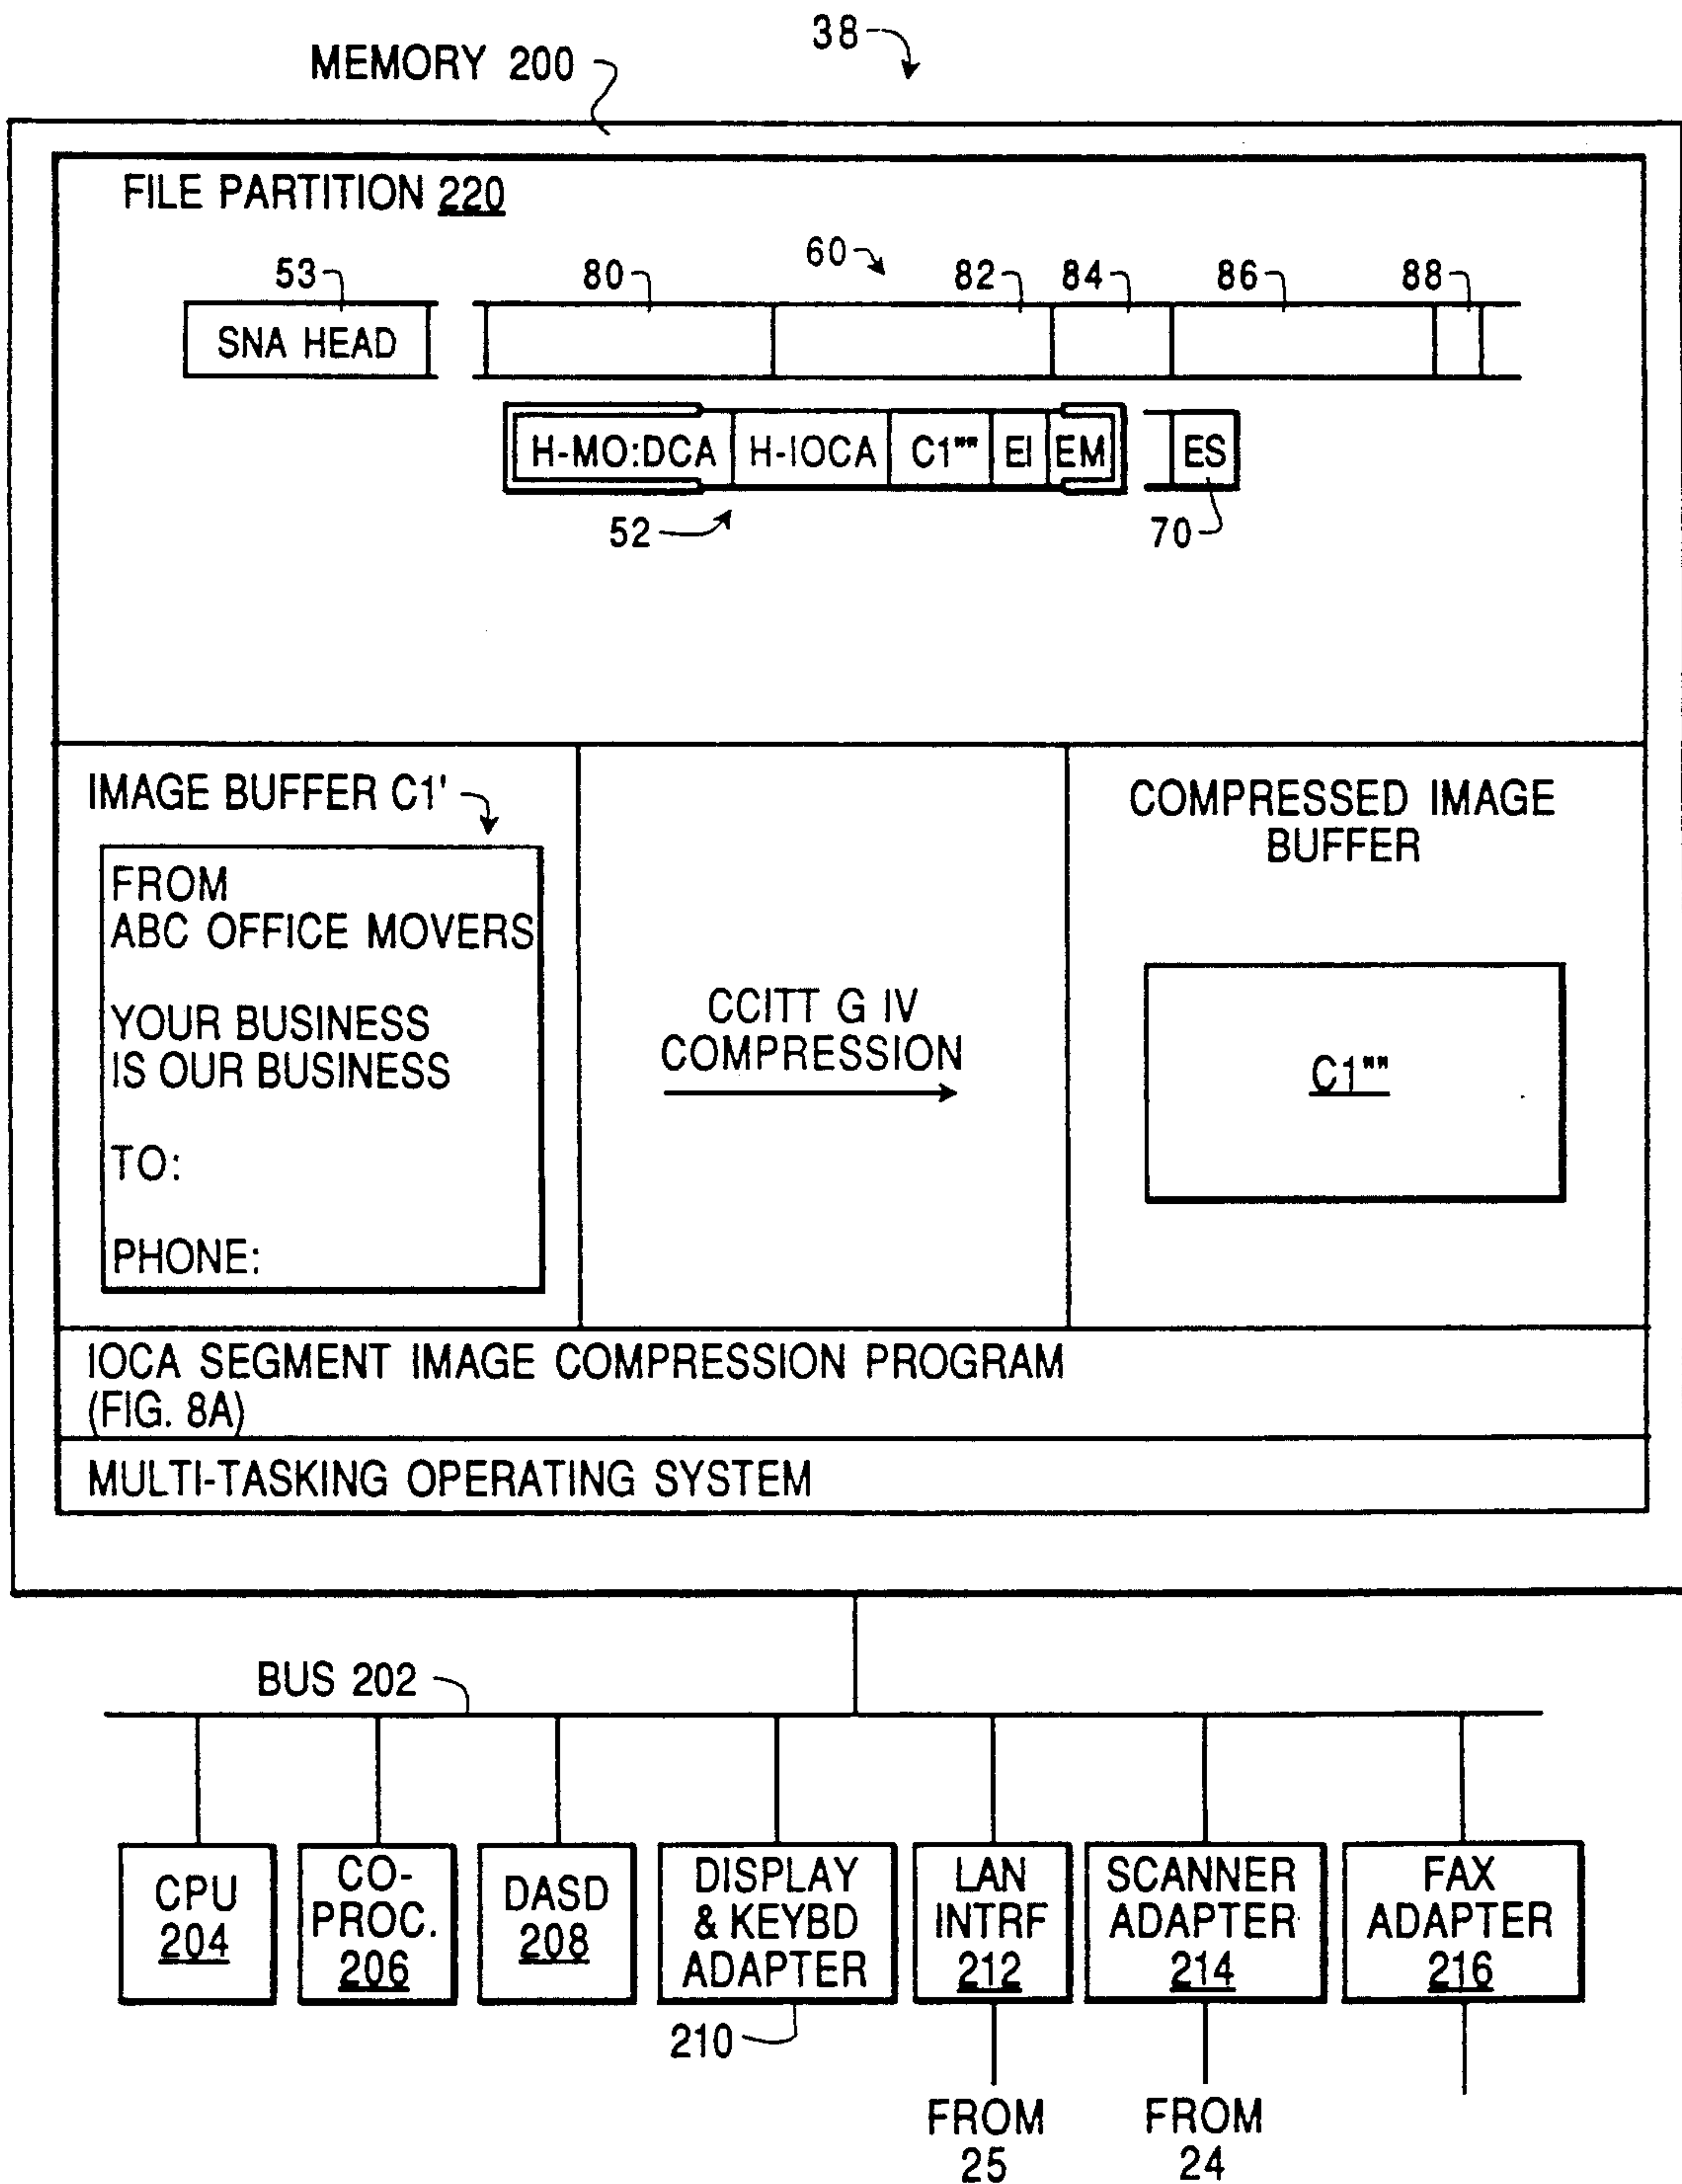 38
MEMORY 200
FILE PARTITION 220
53
80
60
82
84
86
88
SNA HEAD
H-MO:DCA
H-IOCA
C1""
EI
EM
ES
52
70
IMAGE BUFFER C1'
FROM
ABC OFFICE MOVERS
YOUR BUSINESS
IS OUR BUSINESS
TO:
PHONE:
CCITT G IV
COMPRESSION
COMPRESSED IMAGE
BUFFER
C1""
IOCA SEGMENT IMAGE COMPRESSION PROGRAM
(FIG. 8A)
MULTI-TASKING OPERATING SYSTEM
BUS 202
CPU
204
CO-
PROC.
206
DASD
208
DISPLAY
& KEYBD
ADAPTER
210
LAN
INTRF
212
SCANNER
ADAPTER
214
FAX
ADAPTER
216
FROM
25
FROM
24